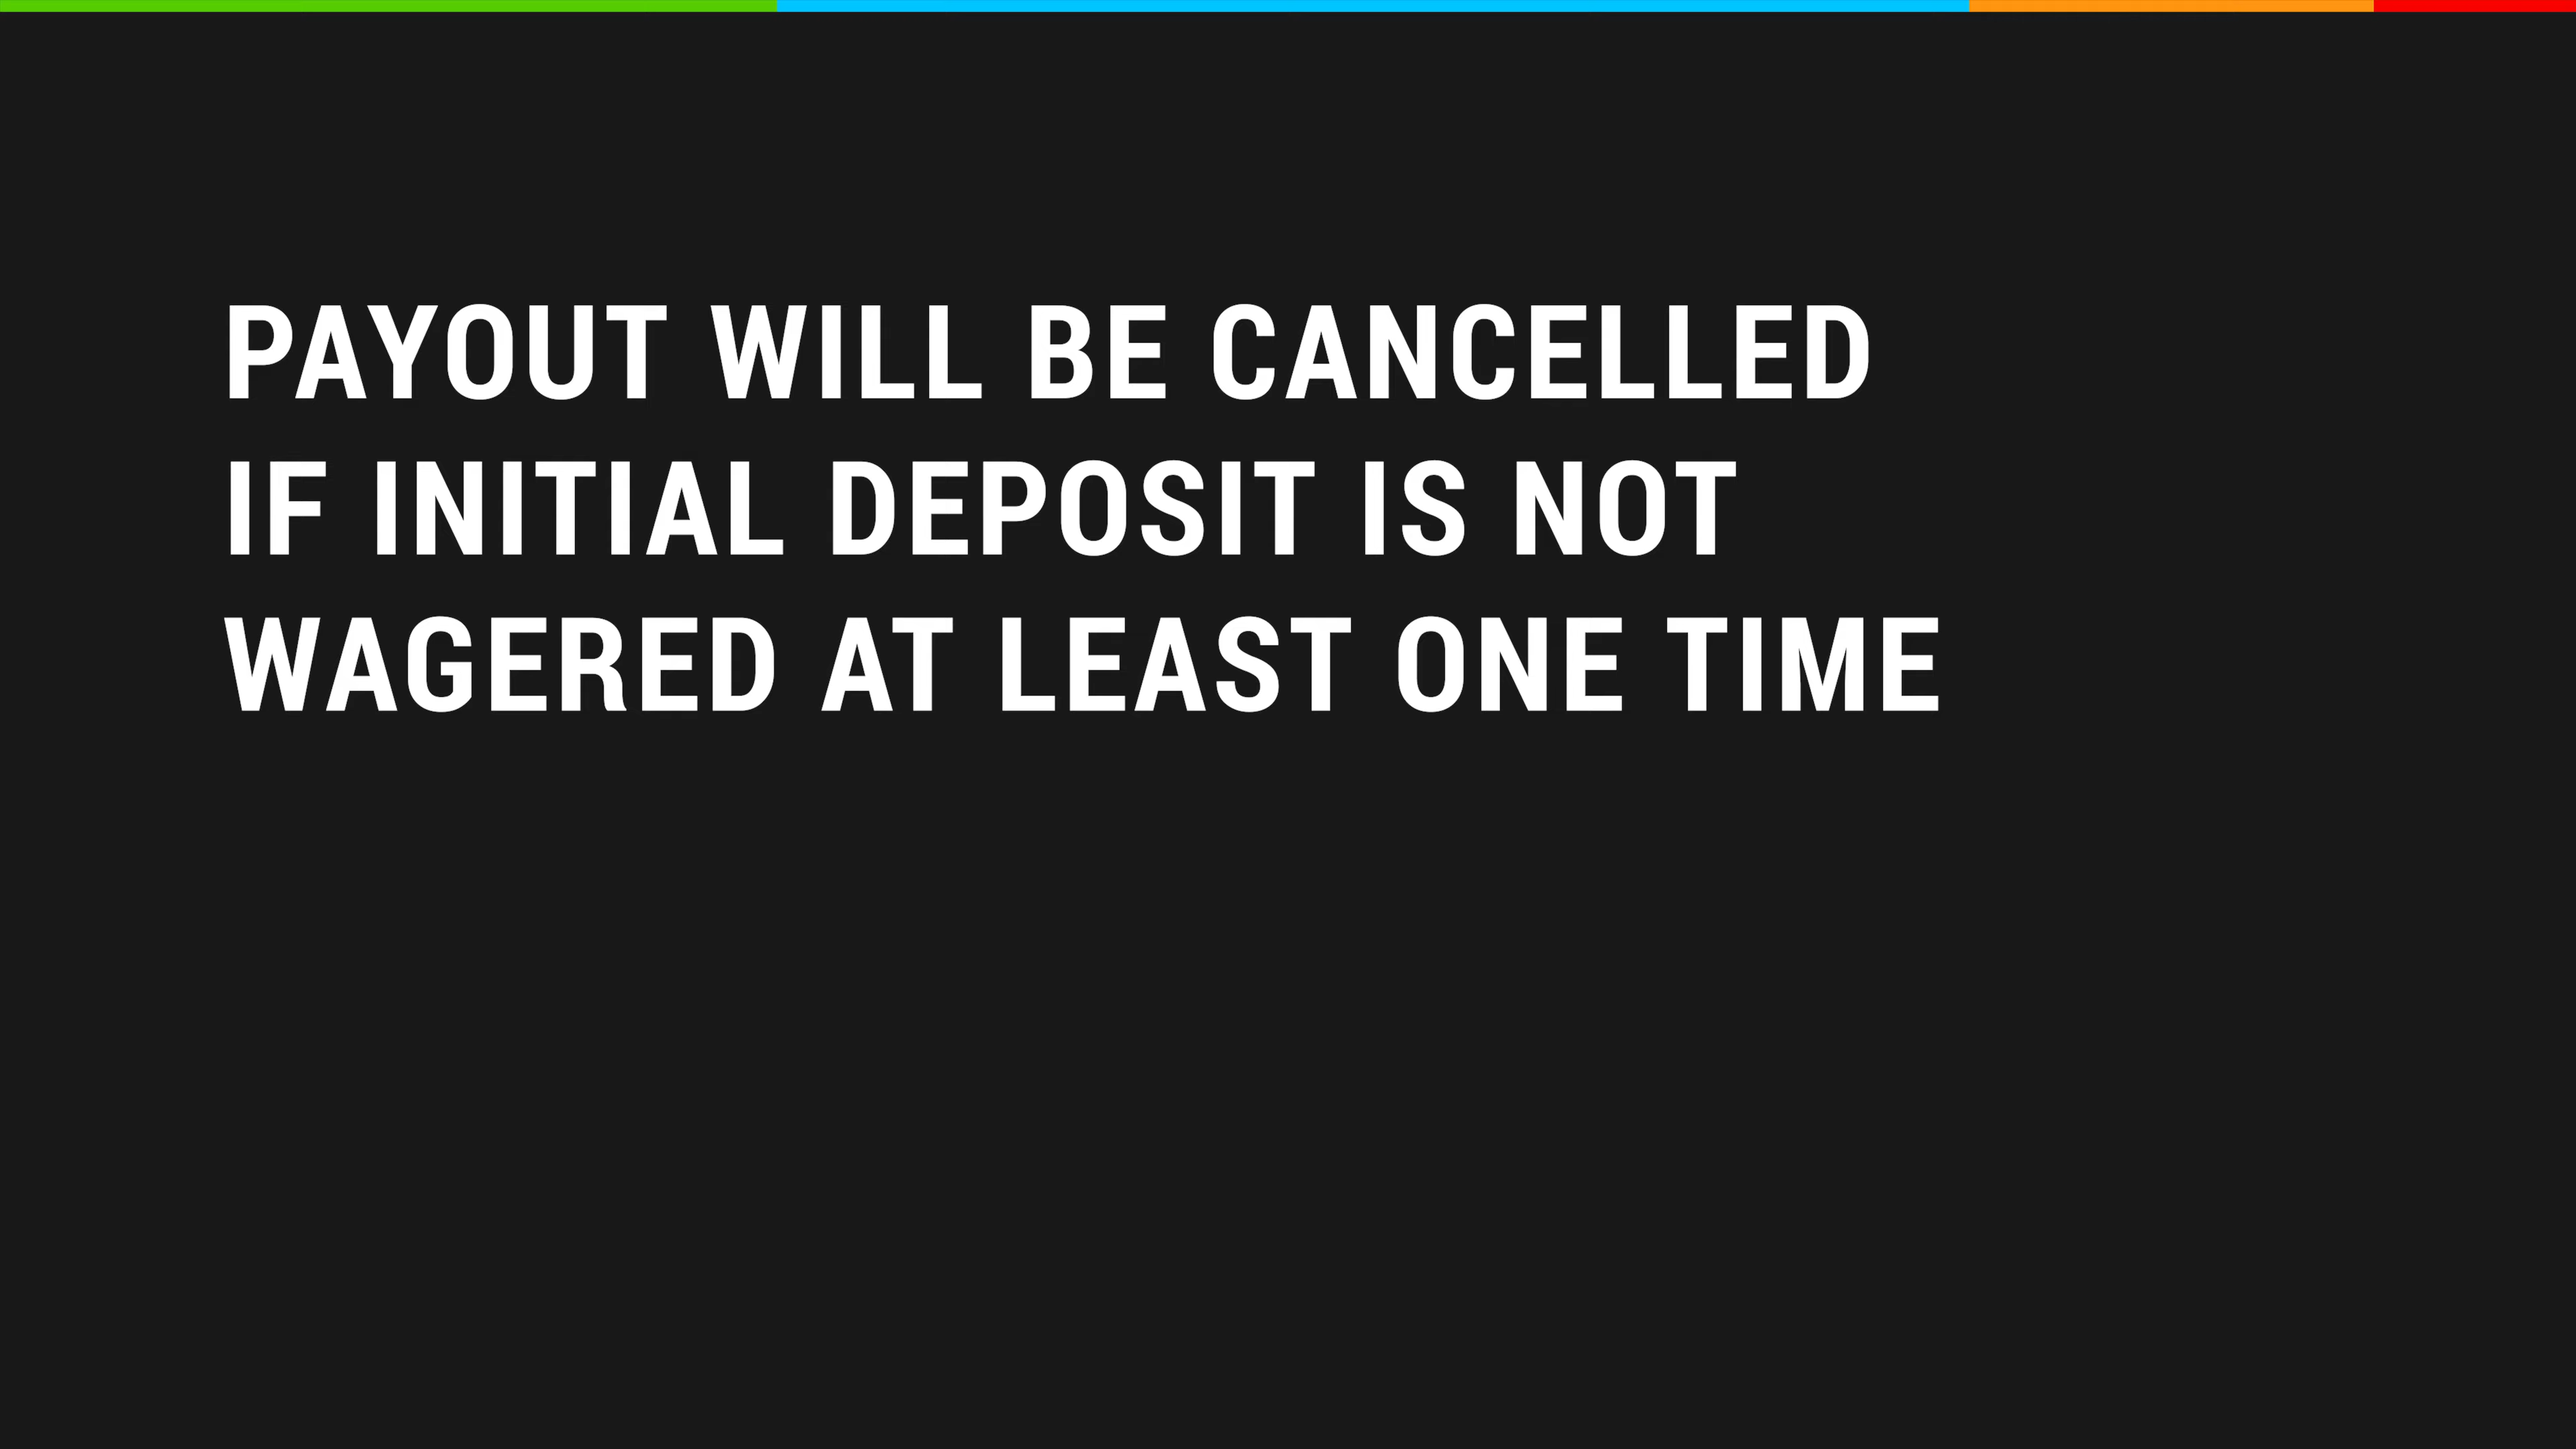 PAYOUT WILL BE CANCELLED
IF INITIAL DEPOSIT IS NOT
WAGERED AT LEAST ONE TIME